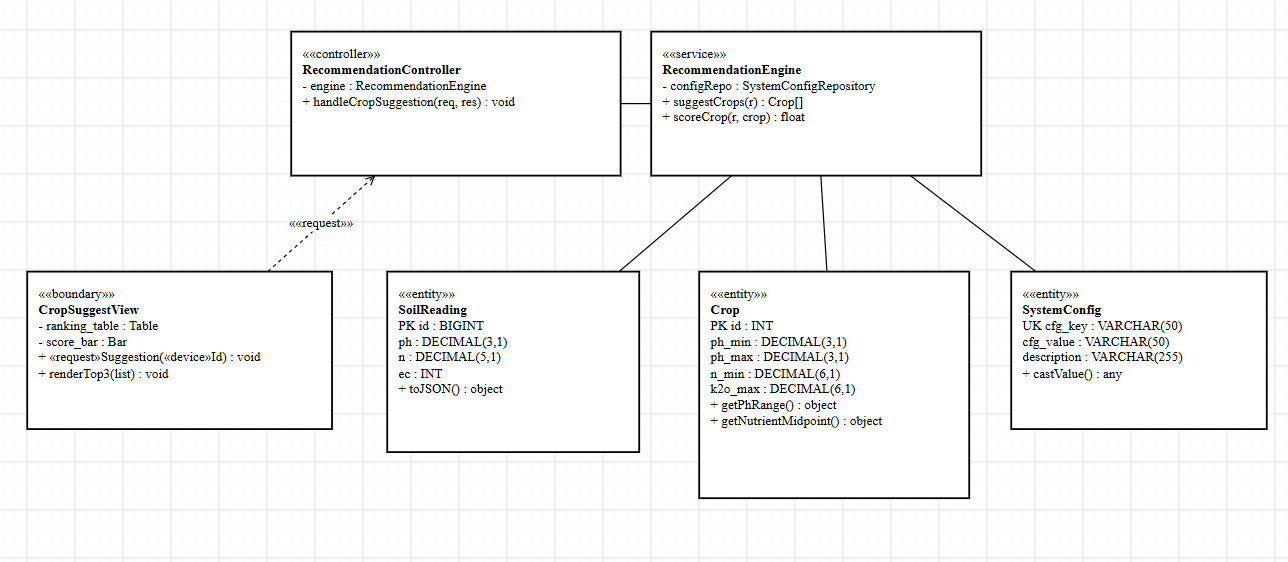 ««controller»»
RecommendationController
- engine : RecommendationEngine
+ handleCropSuggestion(req, res) : void
««service»»
RecommendationEngine
- configRepo : SystemConfigRepository
+ suggestCrops(r) : Crop[]
+ scoreCrop(r, crop) : float
««request»»
««boundary»»
CropSuggestView
- ranking_table : Table
- score_bar : Bar
+ «request»Suggestion(«device»Id) : void
+ renderTop3(list) : void
««entity»»
SoilReading
PK id : BIGINT
ph : DECIMAL(3,1)
n : DECIMAL(5,1)
ec : INT
+ toJSON() : object
««entity»»
Crop
PK id : INT
ph_min : DECIMAL(3,1)
ph_max : DECIMAL(3,1)
n_min : DECIMAL(6,1)
k2o_max : DECIMAL(6,1)
+ getPhRange() : object
+ getNutrientMidpoint() : object
««entity»»
SystemConfig
UK cfg_key : VARCHAR(50)
cfg_value : VARCHAR(50)
description : VARCHAR(255)
+ castValue() : any